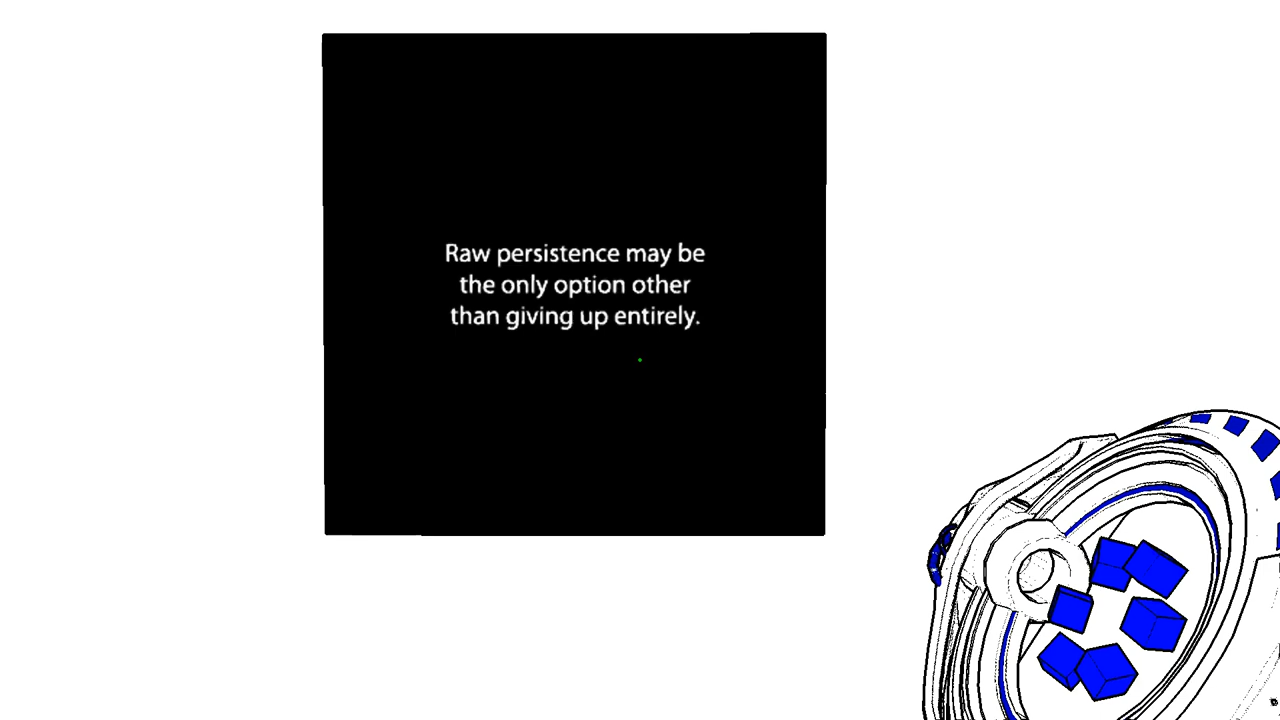 Raw persistence may be
the only option other
than giving up entirely.